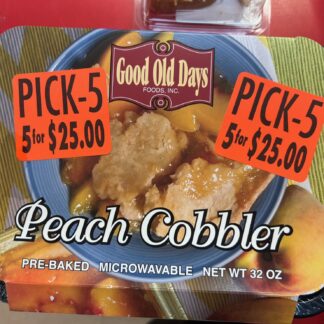 Good Old Days
FOODS, INC.
PICK-5
5 for $25.00
PICK-5
5 for $25.00
Peach Cobbler
PRE-BAKED MICROWAVABLE NET WT 32 OZ